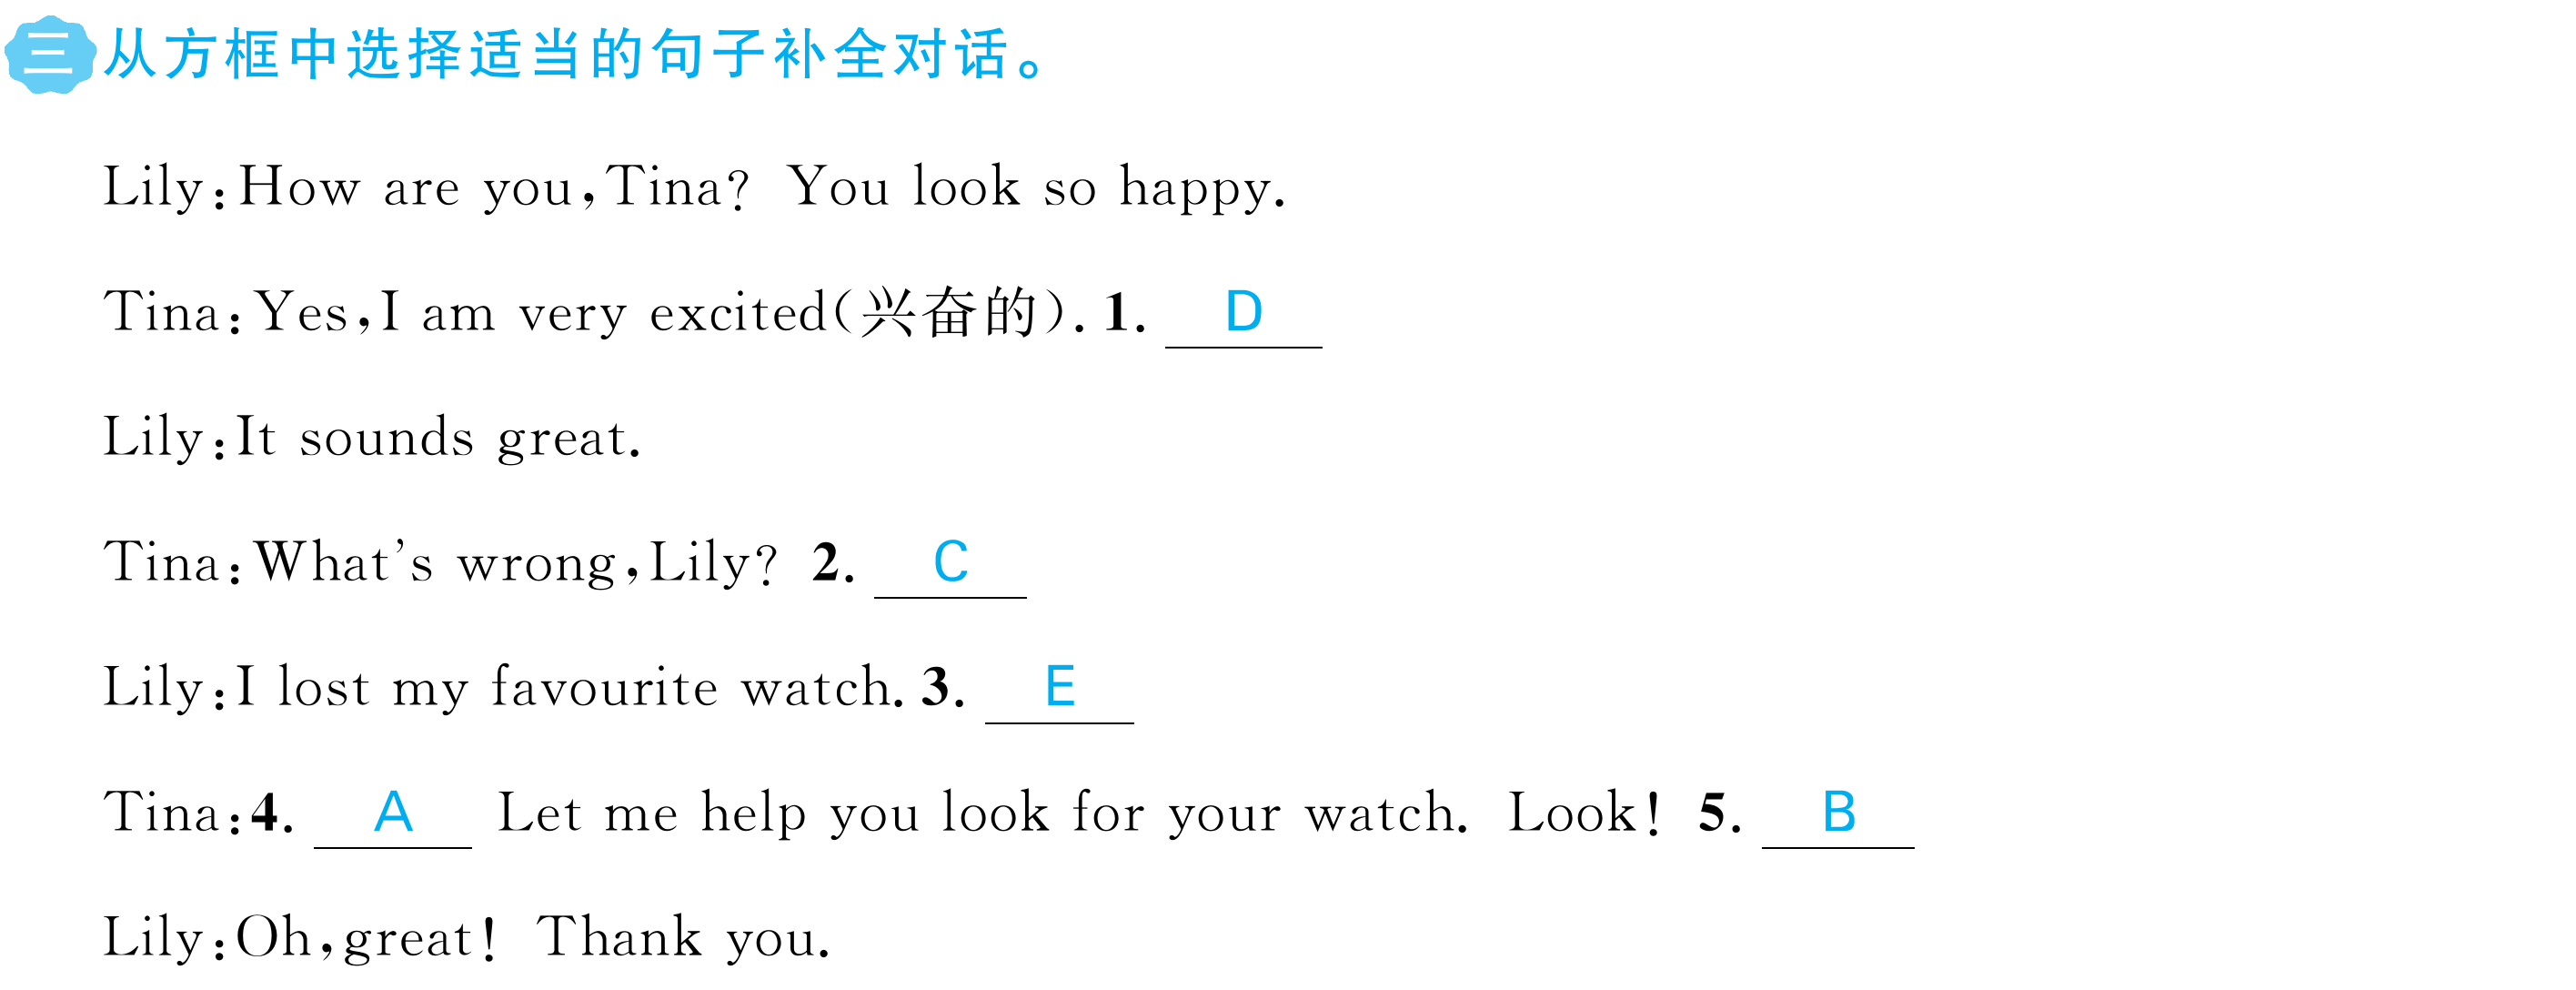 三 从方框中选择适当的句子补全对话。
Lily:How are you,Tina? You look so happy.
Tina:Yes,I am very excited(兴奋的). 1. D
Lily:It sounds great.
Tina:What's wrong,Lily? 2. C
Lily:I lost my favourite watch. 3. E
Tina:4. A Let me help you look for your watch. Look! 5. B
Lily:Oh,great! Thank you.